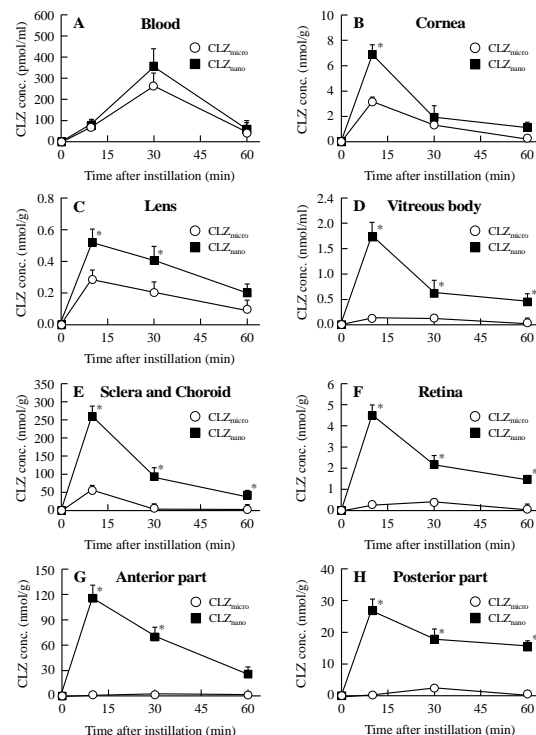 A Blood
CLZmicro
CLZnano
CLZ conc. (pmol/ml)
600
500
400
300
200
100
0
0 15 30 45 60
Time after instillation (min)
B Cornea
CLZmicro
CLZnano
CLZ conc. (nmol/g)
10
8
6
4
2
0
*
0 15 30 45 60
Time after instillation (min)
C Lens
CLZmicro
CLZnano
CLZ conc. (nmol/g)
0.8
0.6
0.4
0.2
0.0
* *
0 15 30 45 60
Time after instillation (min)
D Vitreous body
CLZmicro
CLZnano
CLZ conc. (nmol/ml)
2.5
2.0
1.5
1.0
0.5
0.0
* * *
0 15 30 45 60
Time after instillation (min)
E Sclera and Choroid
CLZmicro
CLZnano
CLZ conc. (nmol/g)
350
300
250
200
150
100
50
0
* * *
0 15 30 45 60
Time after instillation (min)
F Retina
CLZmicro
CLZnano
CLZ conc. (nmol/g)
6
5
4
3
2
1
0
* * *
0 15 30 45 60
Time after instillation (min)
G Anterior part
CLZmicro
CLZnano
CLZ conc. (nmol/g)
150
120
90
60
30
0
* *
0 15 30 45 60
Time after instillation (min)
H Posterior part
CLZmicro
CLZnano
CLZ conc. (nmol/g)
40
30
20
10
0
* * *
0 15 30 45 60
Time after instillation (min)